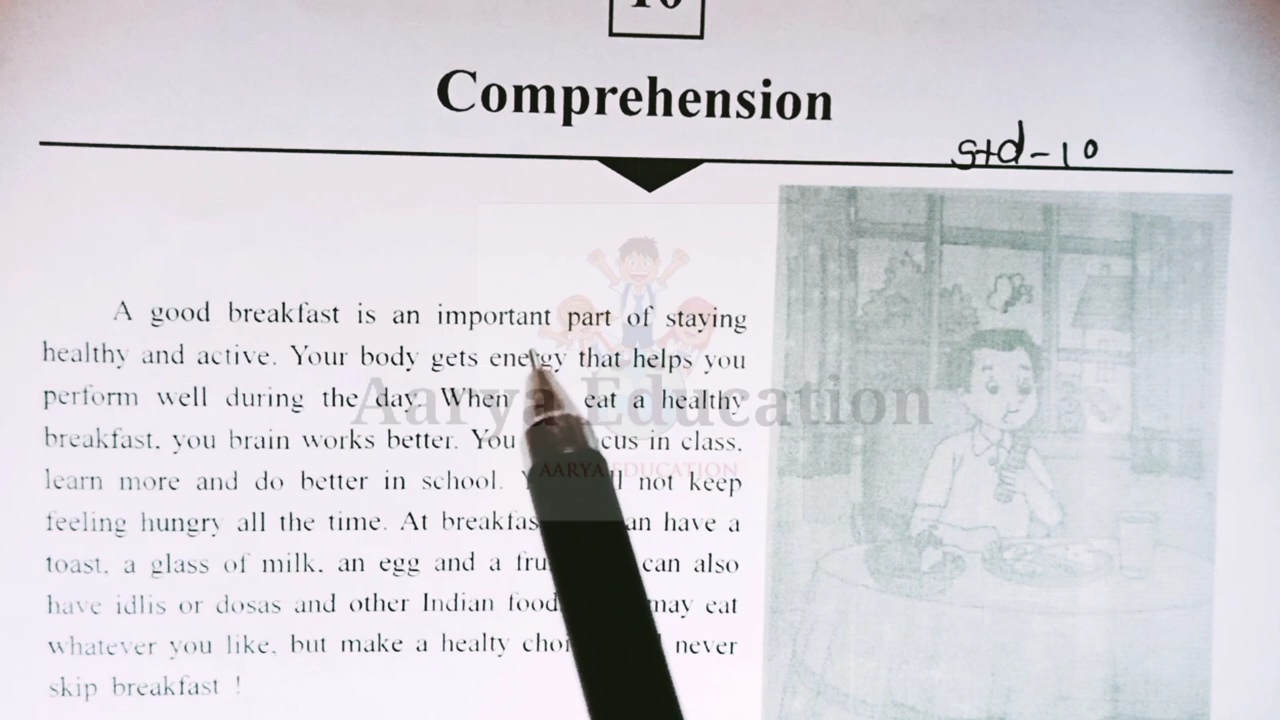 10
Comprehension
std-10
A good breakfast is an important part of staying
healthy and active. Your body gets energy that helps you
perform well during the day. When eat a healthy
breakfast, you brain works better. You cus in class,
learn more and do better in school. ll not keep
feeling hungry all the time. At breakfas an have a
toast, a glass of milk, an egg and a fru can also
have idlis or dosas and other Indian food may eat
whatever you like, but make a healty choi never
skip breakfast !
Aarya Education
AARYA EDUCATION